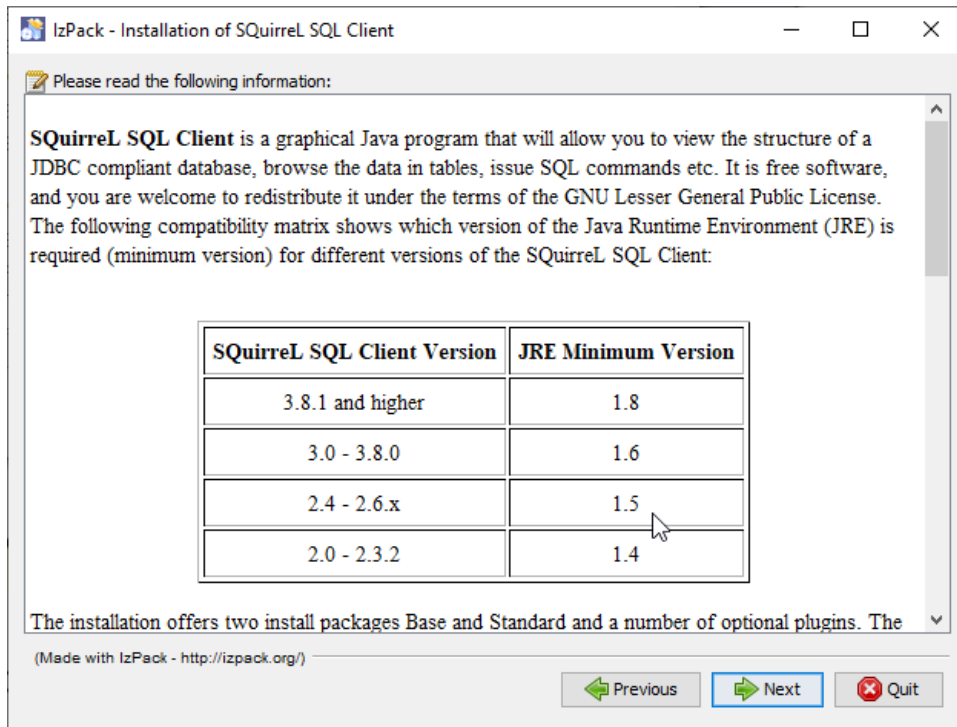 IzPack - Installation of SQuirreL SQL Client
Please read the following information:
SQuirreL SQL Client is a graphical Java program that will allow you to view the structure of a
JDBC compliant database, browse the data in tables, issue SQL commands etc. It is free software,
and you are welcome to redistribute it under the terms of the GNU Lesser General Public License.
The following compatibility matrix shows which version of the Java Runtime Environment (JRE) is
required (minimum version) for different versions of the SQuirreL SQL Client:
SQuirreL SQL Client Version JRE Minimum Version
3.8.1 and higher 1.8
3.0 - 3.8.0 1.6
2.4 - 2.6.x 1.5
2.0 - 2.3.2 1.4
The installation offers two install packages Base and Standard and a number of optional plugins. The
(Made with IzPack - http://izpack.org/)
Previous Next Quit